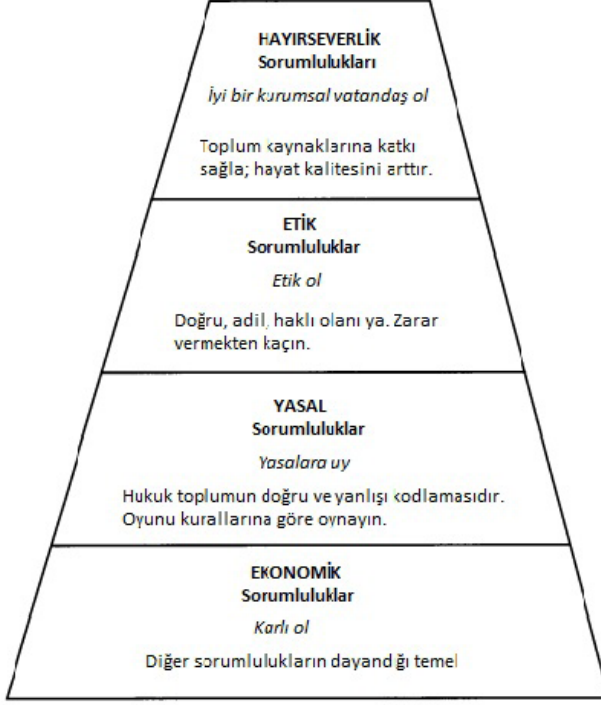 HAYIRSEVERLİK
Sorumlulukları
İyi bir kurumsal vatandaş ol
Toplum kaynaklarına katkı
sağla; hayat kalitesini arttır.
ETİK
Sorumluluklar
Etik ol
Doğru, adil, haklı olanı ya. Zarar
vermekten kaçın.
YASAL
Sorumluluklar
Yasalara uy
Hukuk toplumun doğru ve yanlışı kodlamasıdır.
Oyunu kurallarına göre oynayın.
EKONOMİK
Sorumluluklar
Karlı ol
Diğer sorumlulukların dayandığı temel